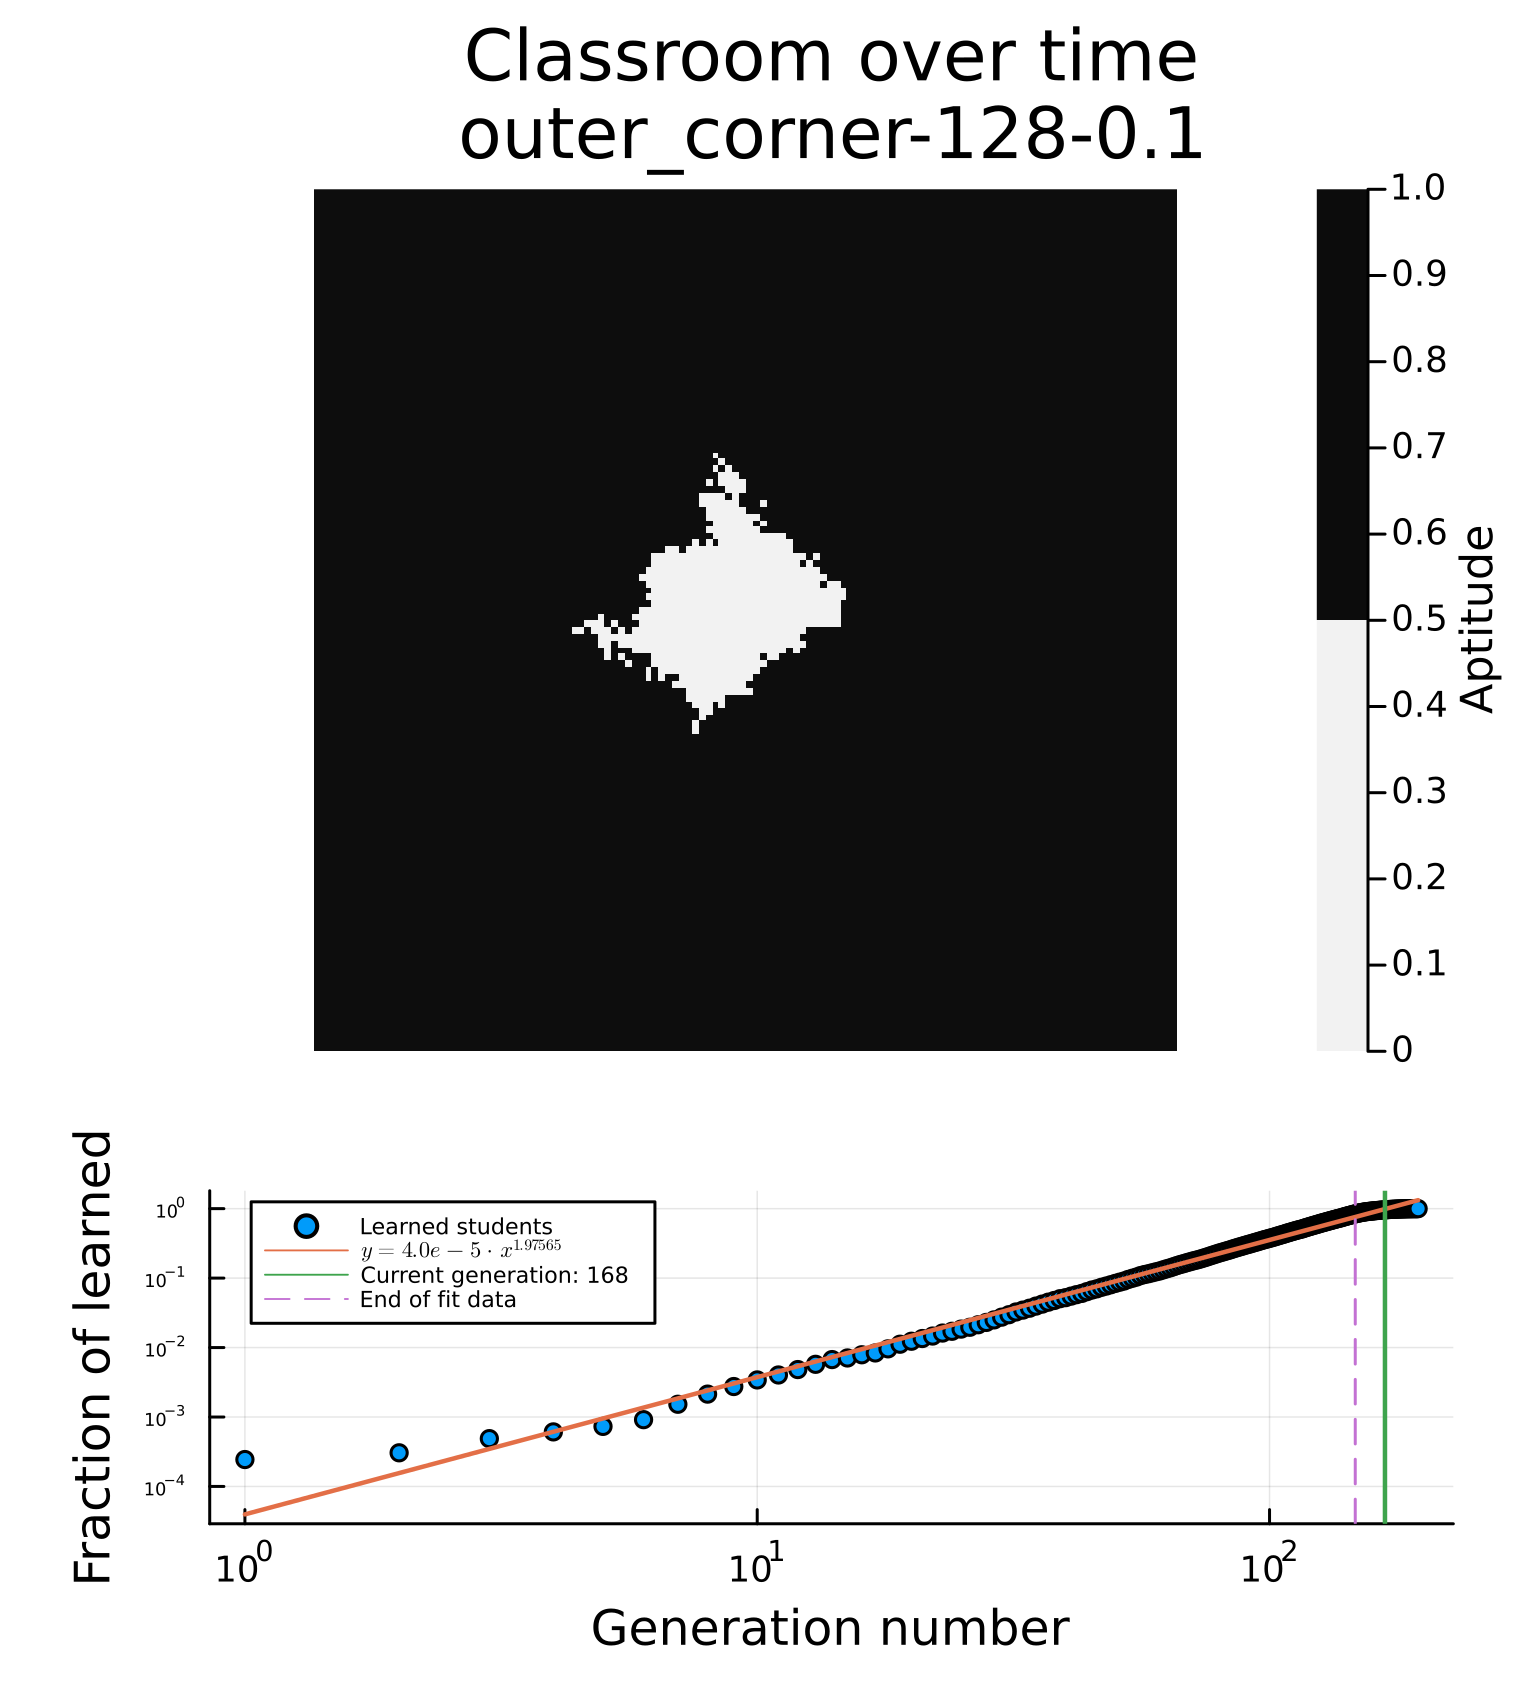 Classroom over time
outer_corner-128-0.1
1.0
0.9
0.8
0.7
0.6
0.5
0.4
0.3
0.2
0.1
0
Aptitude
Fraction of learned
10⁰
10⁻¹
10⁻²
10⁻³
10⁻⁴
Learned students
y = 4.0e − 5 · x^1.97565
Current generation: 168
End of fit data
10⁰ 10¹ 10²
Generation number